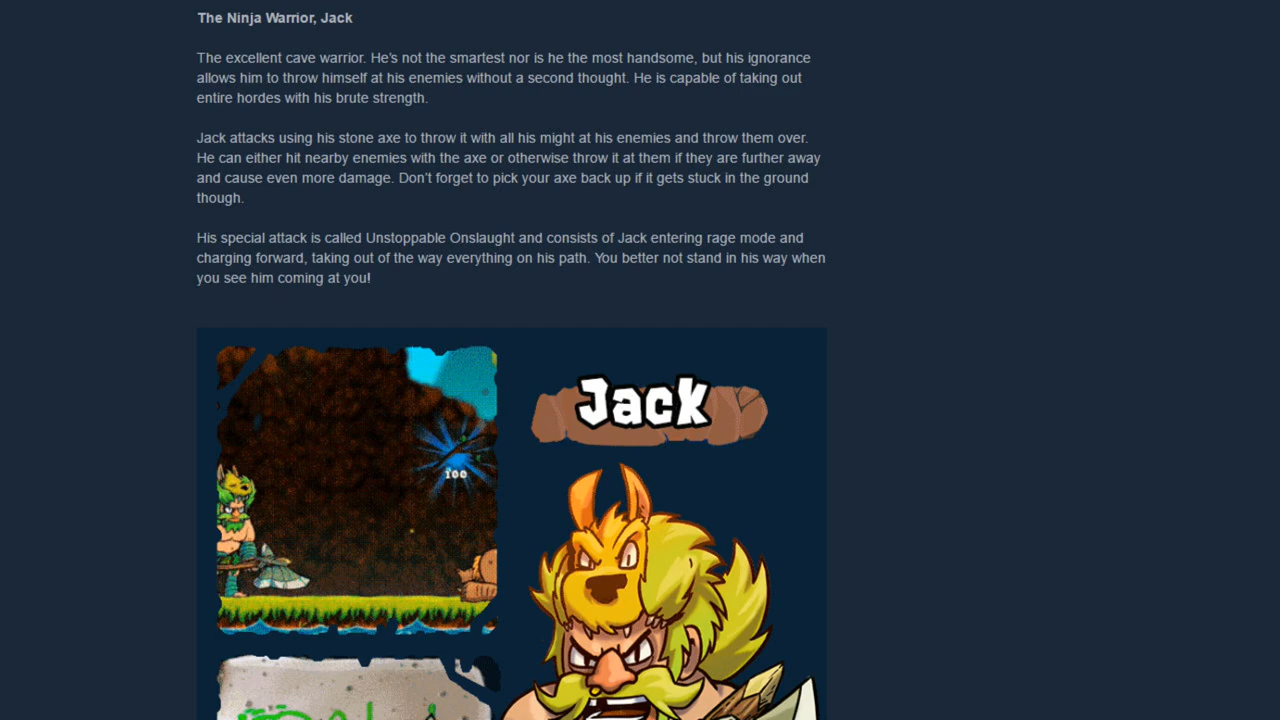 The Ninja Warrior, Jack
The excellent cave warrior. He's not the smartest nor is he the most handsome, but his ignorance
allows him to throw himself at his enemies without a second thought. He is capable of taking out
entire hordes with his brute strength.
Jack attacks using his stone axe to throw it with all his might at his enemies and throw them over.
He can either hit nearby enemies with the axe or otherwise throw it at them if they are further away
and cause even more damage. Don't forget to pick your axe back up if it gets stuck in the ground
though.
His special attack is called Unstoppable Onslaught and consists of Jack entering rage mode and
charging forward, taking out of the way everything on his path. You better not stand in his way when
you see him coming at you!
Jack
100